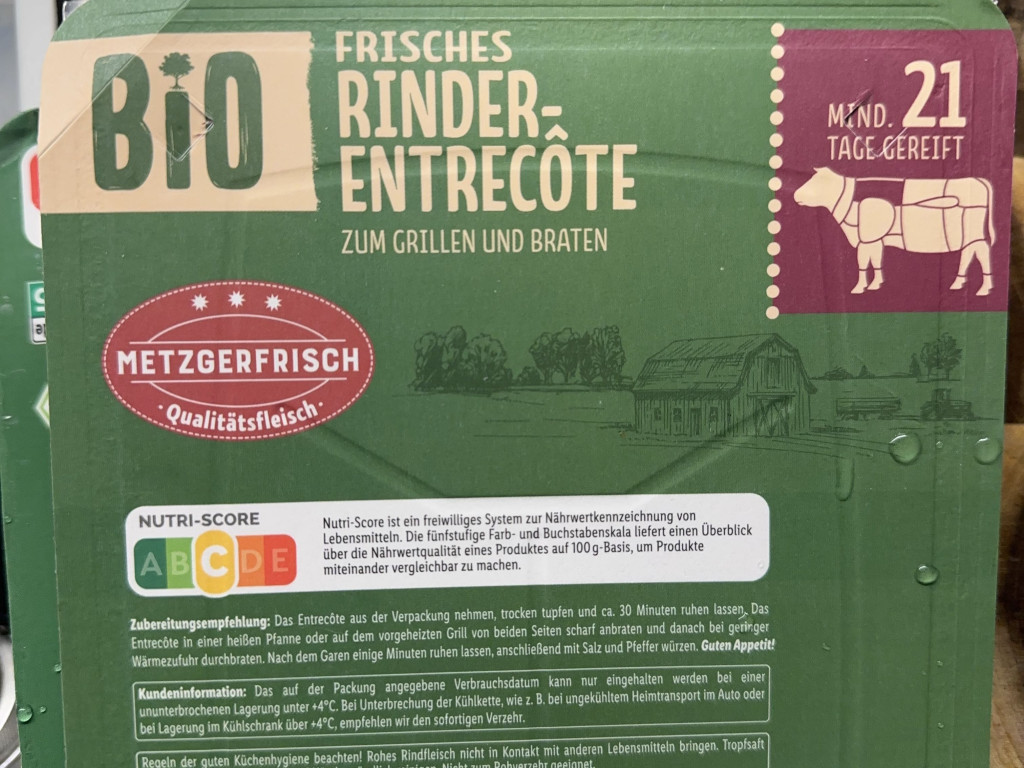 BiO
FRISCHES
RINDER-
ENTRECÔTE
ZUM GRILLEN UND BRATEN
MIND. 21
TAGE GEREIFT
METZGERFRISCH
· Qualitätsfleisch ·
NUTRI-SCORE
A B C D E
Nutri-Score ist ein freiwilliges System zur Nährwertkennzeichnung von
Lebensmitteln. Die fünfstufige Farb- und Buchstabenskala liefert einen Überblick
über die Nährwertqualität eines Produktes auf 100 g-Basis, um Produkte
miteinander vergleichbar zu machen.
Zubereitungsempfehlung: Das Entrecôte aus der Verpackung nehmen, trocken tupfen und ca. 30 Minuten ruhen lassen. Das
Entrecôte in einer heißen Pfanne oder auf dem vorgeheizten Grill von beiden Seiten scharf anbraten und danach bei geringer
Wärmezufuhr durchbraten. Nach dem Garen einige Minuten ruhen lassen, anschließend mit Salz und Pfeffer würzen. Guten Appetit!
Kundeninformation: Das auf der Packung angegebene Verbrauchsdatum kann nur eingehalten werden bei einer
ununterbrochenen Lagerung unter +4°C. Bei Unterbrechung der Kühlkette, wie z. B. bei ungekühltem Heimtransport im Auto oder
bei Lagerung im Kühlschrank über +4°C, empfehlen wir den sofortigen Verzehr.
Regeln der guten Küchenhygiene beachten! Rohes Rindfleisch nicht in Kontakt mit anderen Lebensmitteln bringen. Tropfsaft
Nicht zum Rohverzehr geeignet.